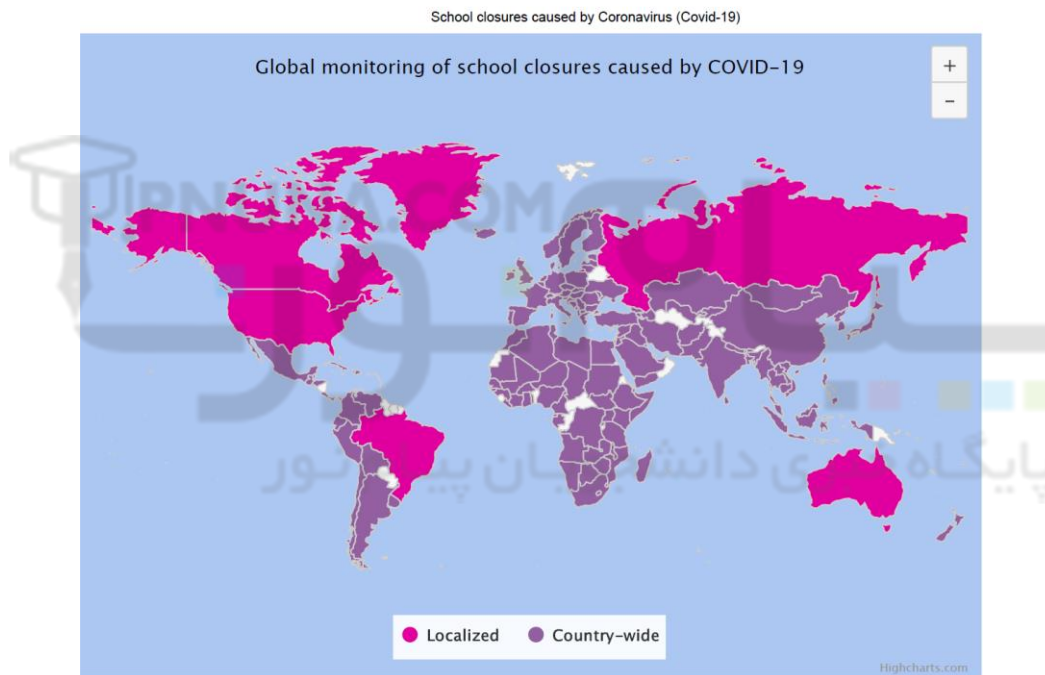 School closures caused by Coronavirus (Covid-19)
Global monitoring of school closures caused by COVID-19
+
−
Localized
Country-wide
Highcharts.com